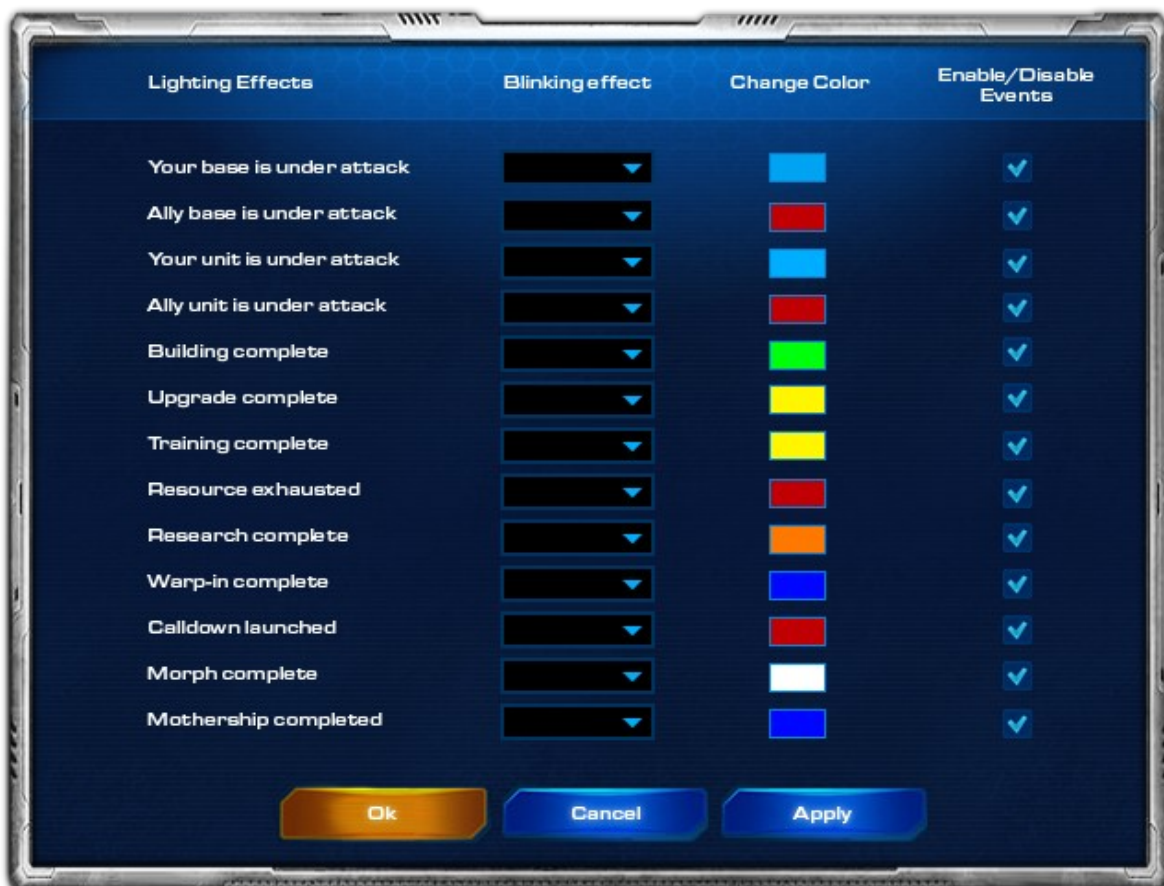 Lighting Effects Blinking effect Change Color Enable/Disable
Events
Your base is under attack
Ally base is under attack
Your unit is under attack
Ally unit is under attack
Building complete
Upgrade complete
Training complete
Resource exhausted
Research complete
Warp-in complete
Calldown launched
Morph complete
Mothership completed
Ok Cancel Apply